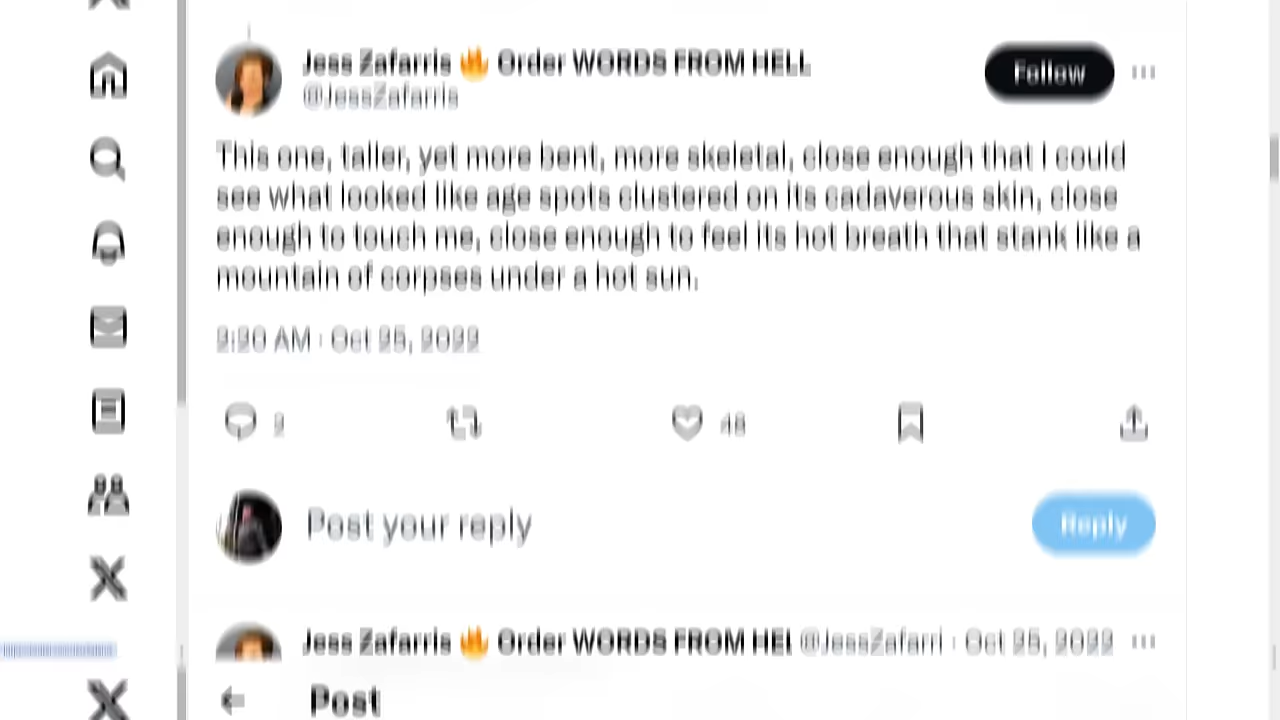 Jess Zafarris 🔥 Order WORDS FROM HELL
Follow
@JessZafarris
This one, taller, yet more bent, more skeletal, close enough that I could
see what looked like age spots clustered on its cadaverous skin, close
enough to touch me, close enough to feel its hot breath that stank like a
mountain of corpses under a hot sun.
AM · Oct 25, 2022
48
Post your reply
Reply
Jess Zafarris 🔥 Order WORDS FROM HEL @JessZafarri · Oct 25, 2022
Post